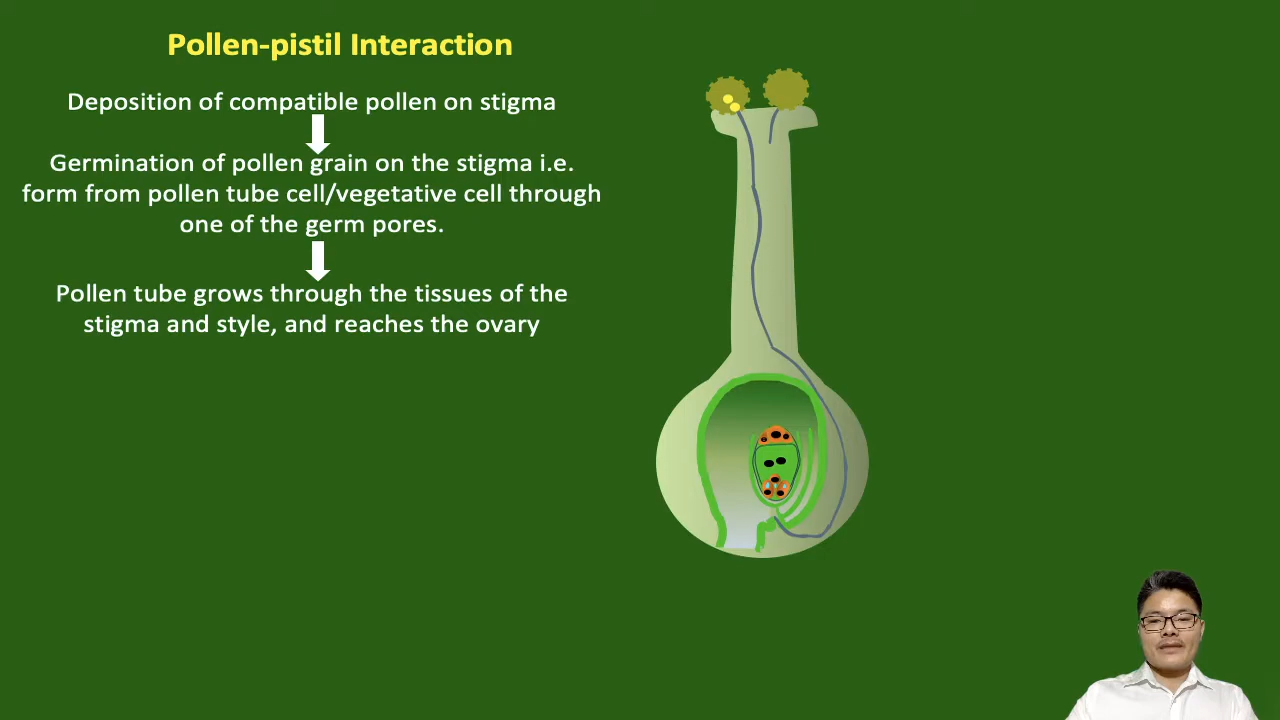 Pollen-pistil Interaction
Deposition of compatible pollen on stigma
Germination of pollen grain on the stigma i.e.
form from pollen tube cell/vegetative cell through
one of the germ pores.
Pollen tube grows through the tissues of the
stigma and style, and reaches the ovary